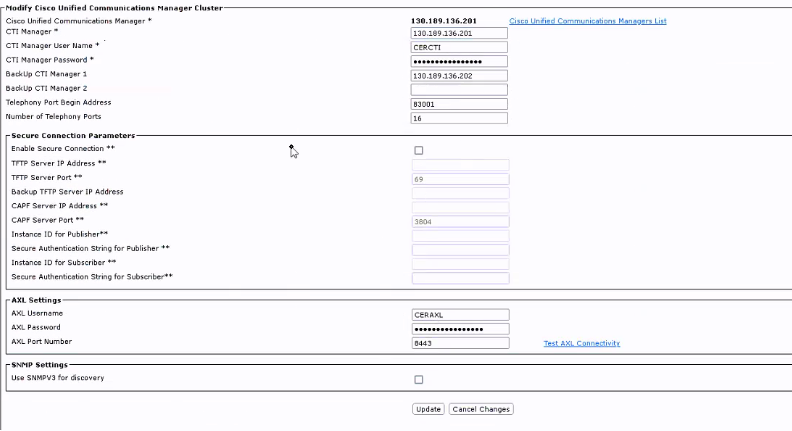 Modify Cisco Unified Communications Manager Cluster
Cisco Unified Communications Manager * 130.189.136.201 Cisco Unified Communications Managers List
CTI Manager * 130.189.136.201
CTI Manager User Name * CERCTI
CTI Manager Password * ••••••••••••••••
BackUp CTI Manager 1 130.189.136.202
BackUp CTI Manager 2
Telephony Port Begin Address 83001
Number of Telephony Ports 16
Secure Connection Parameters
Enable Secure Connection **
TFTP Server IP Address **
TFTP Server Port ** 69
Backup TFTP Server IP Address
CAPF Server IP Address **
CAPF Server Port ** 3804
Instance ID for Publisher**
Secure Authentication String for Publisher **
Instance ID for Subscriber **
Secure Authentication String for Subscriber**
AXL Settings
AXL Username CERAXL
AXL Password ••••••••••••••••
AXL Port Number 8443 Test AXL Connectivity
SNMP Settings
Use SNMPV3 for discovery
Update Cancel Changes